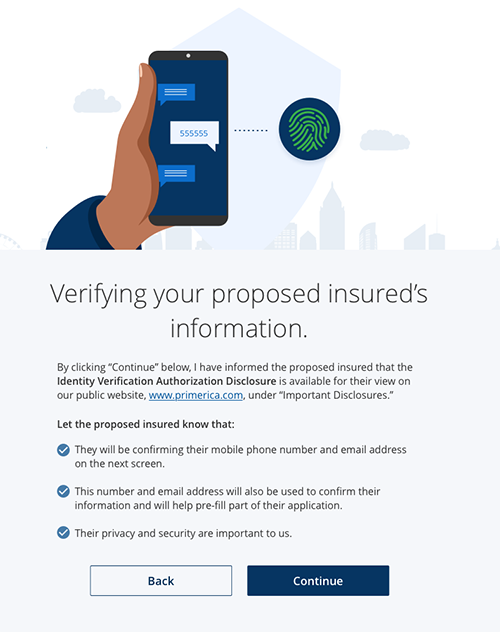 555555
Verifying your proposed insured’s
information.
By clicking “Continue” below, I have informed the proposed insured that the
Identity Verification Authorization Disclosure is available for their view on
our public website, www.primerica.com, under “Important Disclosures.”
Let the proposed insured know that:
They will be confirming their mobile phone number and email address
on the next screen.
This number and email address will also be used to confirm their
information and will help pre-fill part of their application.
Their privacy and security are important to us.
Back
Continue